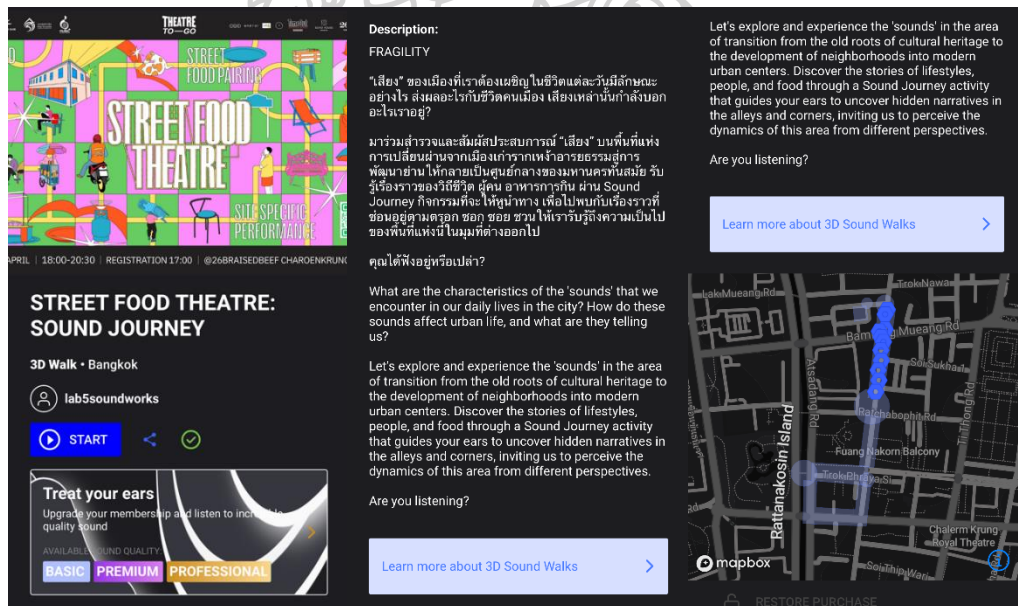 THEATRE
TO—GO
STREET
FOOD PAIRING
STREET FOOD
THEATRE
SITE SPECIFIC
PERFORMANCE
APRIL | 18:00-20:30 | REGISTRATION 17:00 | @26BRAISEDBEEF CHAROENKRUNG
STREET FOOD THEATRE:
SOUND JOURNEY
3D Walk • Bangkok
lab5soundworks
START
Treat your ears
Upgrade your membership and listen to incredible
quality sound
AVAILABLE SOUND QUALITY:
BASIC PREMIUM PROFESSIONAL
Description:
FRAGILITY
“เสียง” ของเมืองที่เราต้องเผชิญในชีวิตแต่ละวันมีลักษณะ
อย่างไร ส่งผลอะไรกับชีวิตคนเมือง เสียงเหล่านั้นกำลังบอก
อะไรเราอยู่?
มาร่วมสำรวจและสัมผัสประสบการณ์ “เสียง” บนพื้นที่แห่ง
การเปลี่ยนผ่านจากเมืองเก่ารากเหง้าอารยธรรมสู่การ
พัฒนาย่านให้กลายเป็นศูนย์กลางของมหานครทันสมัย รับ
รู้เรื่องราวของวิถีชีวิต ผู้คน อาหารการกิน ผ่าน Sound
Journey กิจกรรมที่จะให้หูนำทาง เพื่อไปพบกับเรื่องราวที่
ซ่อนอยู่ตามตรอก ซอก ซอย ชวนให้เรารับรู้ถึงความเป็นไป
ของพื้นที่แห่งนี้ในมุมที่ต่างออกไป
คุณได้ฟังอยู่หรือเปล่า?
What are the characteristics of the 'sounds' that we
encounter in our daily lives in the city? How do these
sounds affect urban life, and what are they telling
us?
Let's explore and experience the 'sounds' in the area
of transition from the old roots of cultural heritage to
the development of neighborhoods into modern
urban centers. Discover the stories of lifestyles,
people, and food through a Sound Journey activity
that guides your ears to uncover hidden narratives in
the alleys and corners, inviting us to perceive the
dynamics of this area from different perspectives.
Are you listening?
Learn more about 3D Sound Walks
Let's explore and experience the 'sounds' in the area
of transition from the old roots of cultural heritage to
the development of neighborhoods into modern
urban centers. Discover the stories of lifestyles,
people, and food through a Sound Journey activity
that guides your ears to uncover hidden narratives in
the alleys and corners, inviting us to perceive the
dynamics of this area from different perspectives.
Are you listening?
Learn more about 3D Sound Walks
Lak Mueang Rd
Trok Nawa
Bamrung Mueang Rd
Soi Sukha 1
Atsadang Rd
Ratchabophit Rd
Ti Thong Rd
Fuang Nakorn Balcony
Rattanakosin Island
Trok Phraya Si
Rd
Chalerm Krung
Royal Theatre
Soi Thip Wari
mapbox
RESTORE PURCHASE